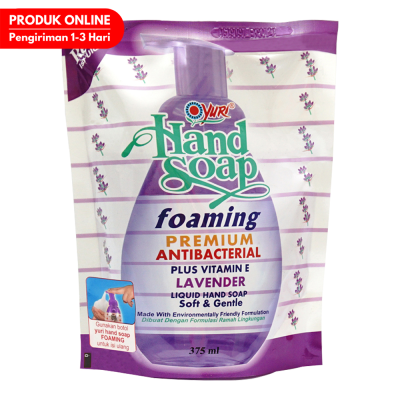 PRODUK ONLINE
Pengiriman 1-3 Hari
YURI
Hand
Soap
foaming
PREMIUM
ANTIBACTERIAL
PLUS VITAMIN E
LAVENDER
LIQUID HAND SOAP
Soft & Gentle
Made With Environmentally Friendly Formulation
Dibuat Dengan Formulasi Ramah Lingkungan
Gunakan botol
yuri hand soap
FOAMING
untuk isi ulang
375 ml